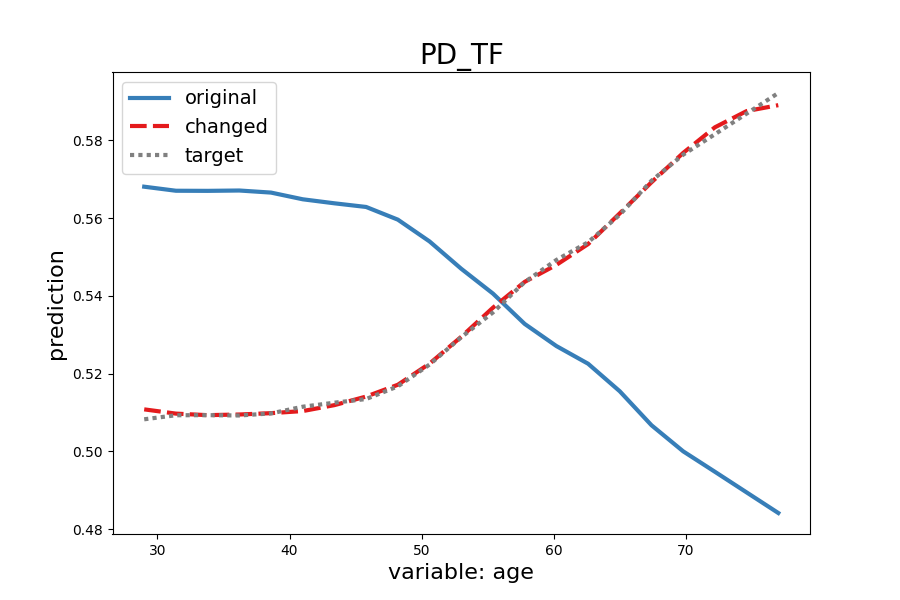 PD_TF
original
changed
target
0.58
0.56
0.54
0.52
0.50
0.48
prediction
30 40 50 60 70
variable: age